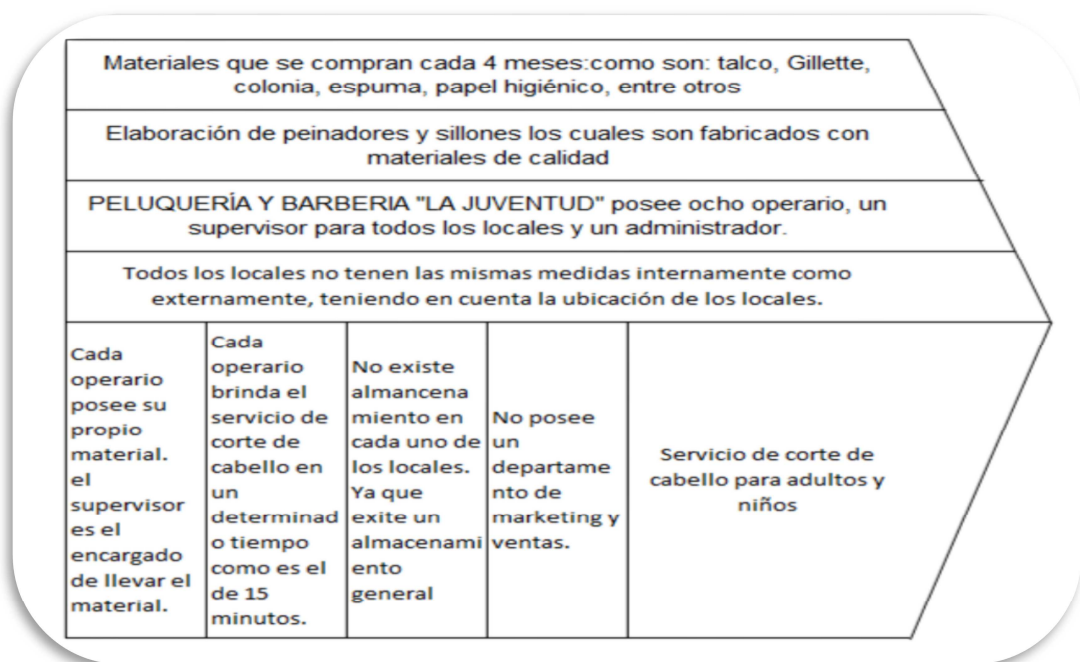 Materiales que se compran cada 4 meses:como son: talco, Gillette,
colonia, espuma, papel higiénico, entre otros
Elaboración de peinadores y sillones los cuales son fabricados con
materiales de calidad
PELUQUERÍA Y BARBERIA "LA JUVENTUD" posee ocho operario, un
supervisor para todos los locales y un administrador.
Todos los locales no tienen las mismas medidas internamente como
externamente, teniendo en cuenta la ubicación de los locales.
Cada
operario
posee su
propio
material.
el
supervisor
es el
encargado
de llevar el
material.
Cada
operario
brinda el
servicio de
corte de
cabello en
un
determinad
o tiempo
como es el
de 15
minutos.
No existe
almancena
miento en
cada uno de
los locales.
Ya que
exite un
almacenami
ento
general
No posee
un
departame
nto de
marketing y
ventas.
Servicio de corte de
cabello para adultos y
niños